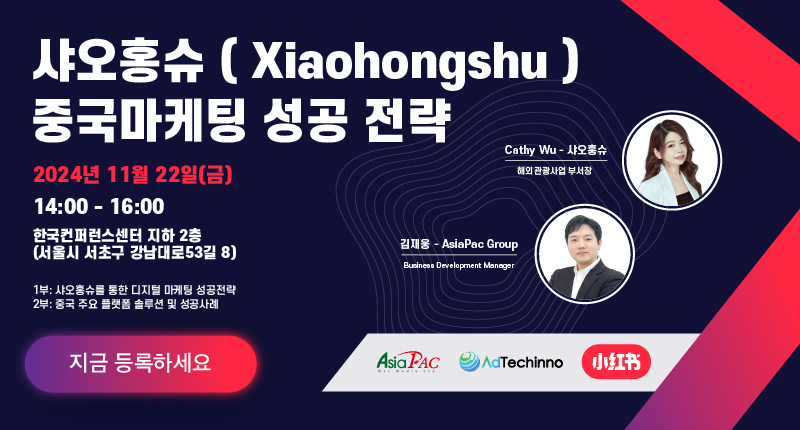 샤오홍슈 ( Xiaohongshu )
중국마케팅 성공 전략
2024년 11월 22일(금)
14:00 - 16:00
한국컨퍼런스센터 지하 2층
(서울시 서초구 강남대로53길 8)
1부: 샤오홍슈를 통한 디지털 마케팅 성공전략
2부: 중국 주요 플랫폼 솔루션 및 성공사례
지금 등록하세요
Cathy Wu - 샤오홍슈
해외관광사업 부서장
김재웅 - AsiaPac Group
Business Development Manager
AsiaPAC
Net Media Ltd.
AdTechinno
小红书